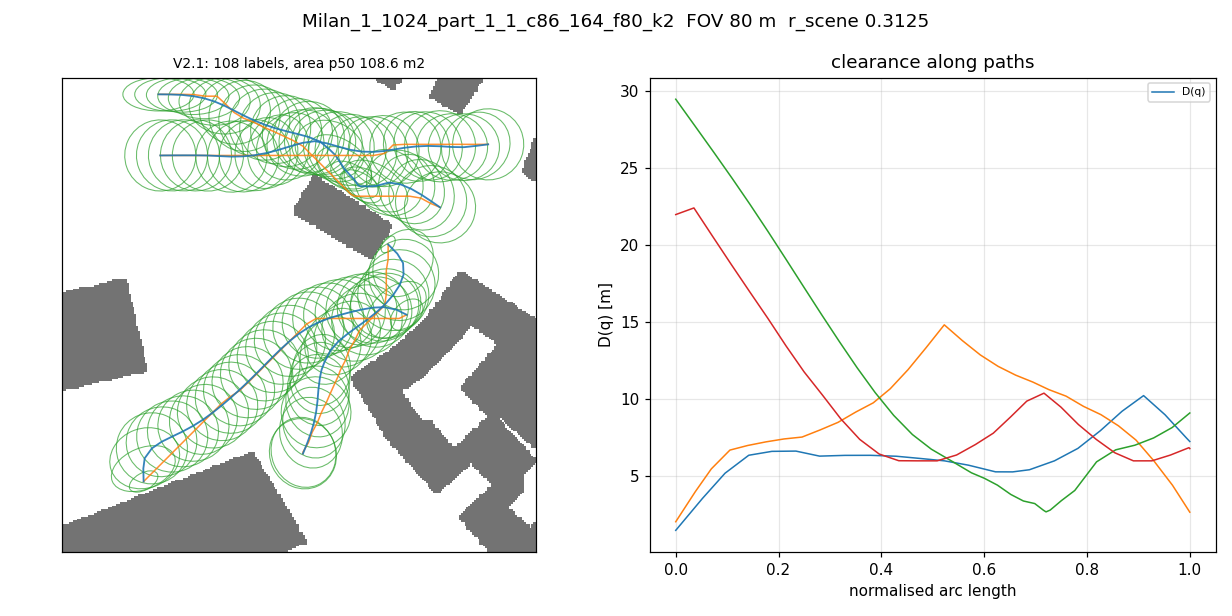 Milan_1_1024_part_1_1_c86_164_f80_k2 FOV 80 m r_scene 0.3125
V2.1: 108 labels, area p50 108.6 m2
clearance along paths
D(q)
30
25
20
15
10
5
D(q) [m]
0.0 0.2 0.4 0.6 0.8 1.0
normalised arc length